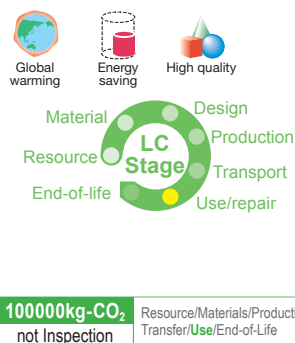 Global
warming
Energy
saving
High quality
Material
Design
Production
Resource
LC
Stage
Transport
End-of-life
Use/repair
100000kg-CO₂
not Inspection
Resource/Materials/Producti
Transfer/Use/End-of-Life